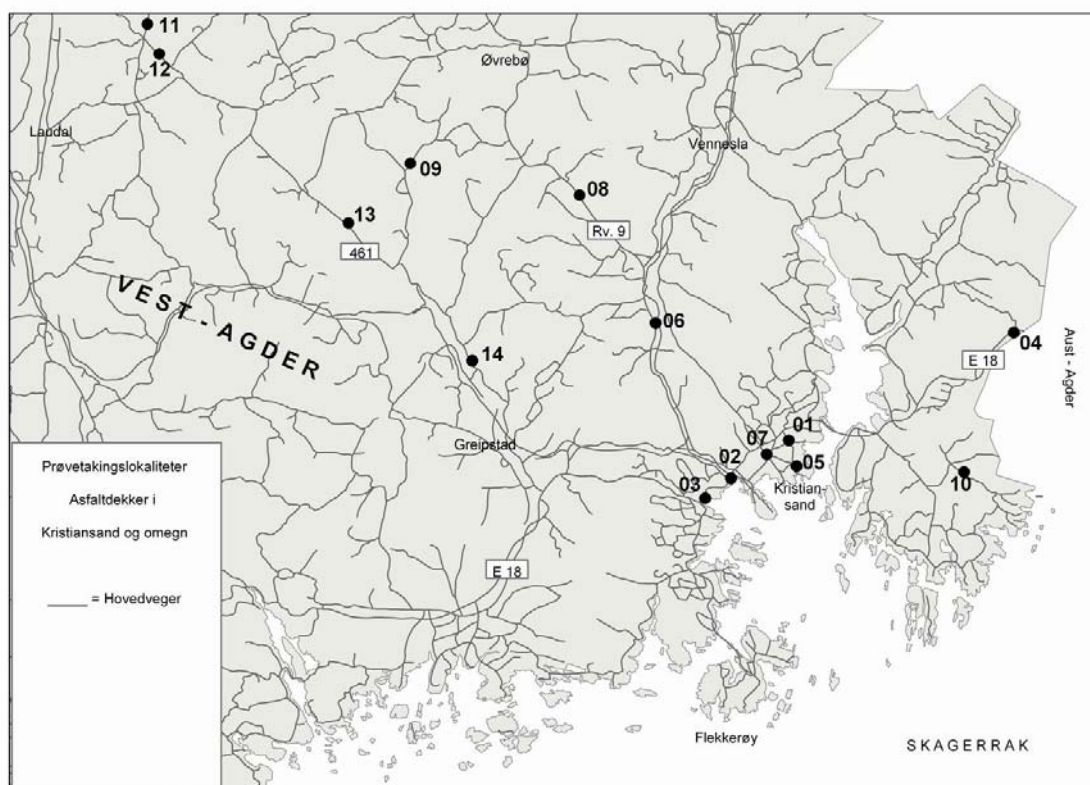 11
12
Øvrebø
Laudal
Vennesla
09
08
13
Rv. 9
461
VEST - AGDER
06
04
14
E 18
Aust - Agder
01
Greipstad
07
02
05
03
Kristian-
sand
10
Prøvetakingslokaliteter
Asfaltdekker i
Kristiansand og omegn
E 18
= Hovedveger
Flekkerøy
SKAGERRAK